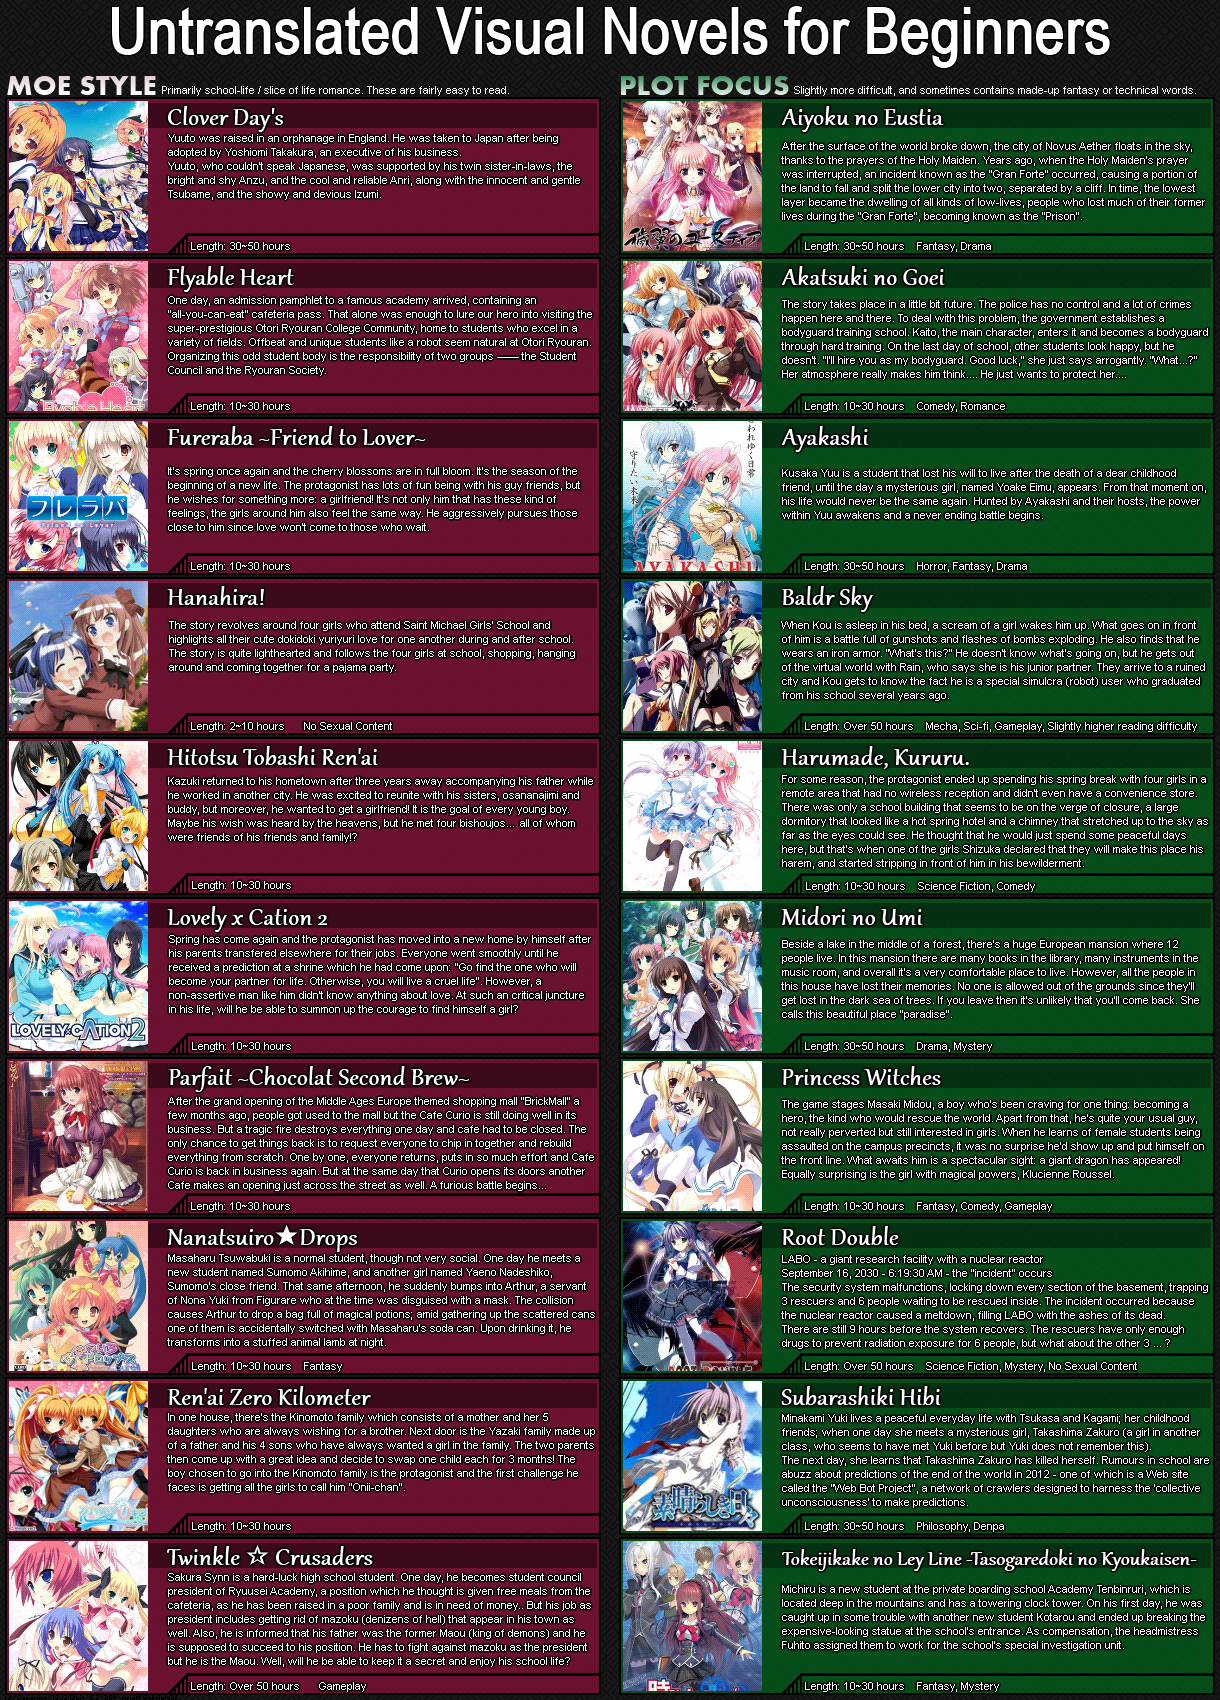 Untranslated Visual Novels for Beginners
MOE STYLE Primarily school-life / slice of life romance. These are fairly easy to read.
Clover Day's
Yuuto was raised in an orphanage in England. He was taken to Japan after being
adopted by Yoshiomi Takakura, an executive of his business.
Yuuto, who couldn't speak Japanese, was supported by his twin sister-in-laws, the
bright and shy Anzu, and the cool and reliable Anri, along with the innocent and gentle
Tsubame, and the showy and devious Izumi.
Length: 30~50 hours
Flyable Heart
One day, an admission pamphlet to a famous academy arrived, containing an
"all-you-can-eat" cafeteria pass. That alone was enough to lure our hero into visiting the
super-prestigious Otori Ryouran College Community, home to students who excel in a
variety of fields. Offbeat and unique students like a robot seem natural at Otori Ryouran.
Organizing this odd student body is the responsibility of two groups —— the Student
Council and the Ryouran Society.
Length: 10~30 hours
フレラバ
Fureraba ~Friend to Lover~
It's spring once again and the cherry blossoms are in full bloom. It's the season of the
beginning of a new life. The protagonist has lots of fun being with his guy friends, but
he wishes for something more: a girlfriend! It's not only him that has these kind of
feelings, the girls around him also feel the same way. He aggressively pursues those
close to him since love won't come to those who wait.
Length: 10~30 hours
Hanahira!
The story revolves around four girls who attend Saint Michael Girls' School and
highlights all their cute dokidoki yuriyuri love for one another during and after school.
The story is quite lighthearted and follows the four girls at school, shopping, hanging
around and coming together for a pajama party.
Length: 2~10 hours No Sexual Content
Hitotsu Tobashi Ren'ai
Kazuki returned to his hometown after three years away accompanying his father while
he worked in another city. He was excited to reunite with his sisters, osananajimi and
buddy, but moreover, he wanted to get a girlfriend! It is the goal of every young boy.
Maybe his wish was heard by the heavens, but he met four bishoujos... all of whom
were friends of his friends and family!?
Length: 10~30 hours
LOVELY×CATION2
Lovely x Cation 2
Spring has come again and the protagonist has moved into a new home by himself after
his parents transfered elsewhere for their jobs. Everyone went smoothly until he
received a prediction at a shrine which he had come upon: "Go find the one who will
become your partner for life. Otherwise, you will live a cruel life". However, a
non-assertive man like him didn't know anything about love. At such an critical juncture
in his life, will he be able to summon up the courage to find himself a girl?
Length: 10~30 hours
Parfait ~Chocolat Second Brew~
After the grand opening of the Middle Ages Europe themed shopping mall "BrickMall" a
few months ago, people got used to the mall but the Cafe Curio is still doing well in its
business. But a tragic fire destroys everything one day and cafe had to be closed. The
only chance to get things back is to request everyone to chip in together and rebuild
everything from scratch. One by one, everyone returns, puts in so much effort and Cafe
Curio is back in business again. But at the same day that Curio opens its doors another
Cafe makes an opening just across the street as well. A furious battle begins...
Length: 10~30 hours
Nanatsuiro★Drops
Masaharu Tsuwabuki is a normal student, though not very social. One day he meets a
new student named Sumomo Akihime, and another girl named Yaeno Nadeshiko,
Sumomo's close friend. That same afternoon, he suddenly bumps into Arthur, a servant
of Nona Yuki from Figurare who at the time was disguised with a mask. The collision
causes Arthur to drop a bag full of magical potions; amid gathering up the scattered cans
one of them is accidentally switched with Masaharu's soda can. Upon drinking it, he
transforms into a stuffed animal lamb at night.
Length: 10~30 hours Fantasy
Ren'ai Zero Kilometer
In one house, there's the Kinomoto family which consists of a mother and her 5
daughters who are always wishing for a brother. Next door is the Yazaki family made up
of a father and his 4 sons who have always wanted a girl in the family. The two parents
then come up with a great idea and decide to swap one child each for 3 months! The
boy chosen to go into the Kinomoto family is the protagonist and the first challenge he
faces is getting all the girls to call him "Onii-chan".
Length: 10~30 hours
Twinkle ☆ Crusaders
Sakura Synn is a hard-luck high school student. One day, he becomes student council
president of Ryuusei Academy, a position which he thought is given free meals from the
cafeteria, as he has been raised in a poor family and is in need of money.. But his job as
president includes getting rid of mazoku (denizens of hell) that appear in his town as
well. Also, he is informed that his father was the former Maou (king of demons) and he
is supposed to succeed to his position. He has to fight against mazoku as the president
but he is the Maou. Well, will he be able to keep it a secret and enjoy his school life?
Length: Over 50 hours Gameplay
PLOT FOCUS Slightly more difficult, and sometimes contains made-up fantasy or technical words.
穢翼のユースティア
Aiyoku no Eustia
After the surface of the world broke down, the city of Novus Aether floats in the sky,
thanks to the prayers of the Holy Maiden. Years ago, when the Holy Maiden's prayer
was interrupted, an incident known as the "Gran Forte" occurred, causing a portion of
the land to fall and split the lower city into two, separated by a cliff. In time, the lowest
layer became the dwelling of all kinds of low-lives, people who lost much of their former
lives during the "Gran Forte", becoming known as the "Prison".
Length: 30~50 hours Fantasy, Drama
Akatsuki no Goei
The story takes place in a little bit future. The police has no control and a lot of crimes
happen here and there. To deal with this problem, the government establishes a
bodyguard training school. Kaito, the main character, enters it and becomes a bodyguard
through hard training. On the last day of school, other students look happy, but he
doesn't. "I'll hire you as my bodyguard. Good luck," she just says arrogantly. "What...?"
Her atmosphere really makes him think.... He just wants to protect her....
Length: 10~30 hours Comedy, Romance
守りたい未来
AYAKASHI
Ayakashi
Kusaka Yuu is a student that lost his will to live after the death of a dear childhood
friend, until the day a mysterious girl, named Yoake Eimu, appears. From that moment on,
his life would never be the same again. Hunted by Ayakashi and their hosts, the power
within Yuu awakens and a never ending battle begins.
Length: 30~50 hours Horror, Fantasy, Drama
Baldr Sky
When Kou is asleep in his bed, a scream of a girl wakes him up. What goes on in front
of him is a battle full of gunshots and flashes of bombs exploding. He also finds that he
wears an iron armor. "What's this?" He doesn't know what's going on, but he gets out
of the virtual world with Rain, who says she is his junior partner. They arrive to a ruined
city and Kou gets to know the fact he is a special simulcra (robot) user who graduated
from his school several years ago.
Length: Over 50 hours Mecha, Sci-fi, Gameplay, Slightly higher reading difficulty
Harumade, Kururu.
For some reason, the protagonist ended up spending his spring break with four girls in a
remote area that had no wireless reception and didn't even have a convenience store.
There was only a school building that seems to be on the verge of closure, a large
dormitory that looked like a hot spring hotel and a chimney that stretched up to the sky as
far as the eyes could see. He thought that he would just spend some peaceful days
here, but that's when one of the girls Shizuka declared that they will make this place his
harem, and started stripping in front of him in his bewilderment.
Length: 10~30 hours Science Fiction, Comedy
Midori no Umi
Beside a lake in the middle of a forest, there's a huge European mansion where 12
people live. In this mansion there are many books in the library, many instruments in the
music room, and overall it's a very comfortable place to live. However, all the people in
this house have lost their memories. No one is allowed out of the grounds since they'll
get lost in the dark sea of trees. If you leave then it's unlikely that you'll come back. She
calls this beautiful place "paradise".
Length: 30~50 hours Drama, Mystery
Princess Witches
The game stages Masaki Midou, a boy who's been craving for one thing: becoming a
hero, the kind who would rescue the world. Apart from that, he's quite your usual guy,
not really perverted but still interested in girls. When he learns of female students being
assaulted on the campus precincts, it was no surprise he'd show up and put himself on
the front line. What awaits him is a spectacular sight: a giant dragon has appeared!
Equally surprising is the girl with magical powers, Klucienne Roussel.
Length: 10~30 hours Fantasy, Comedy, Gameplay
Root Double
LABO - a giant research facility with a nuclear reactor
September 16, 2030 - 6:19:30 AM - the "incident" occurs
The security system malfunctions, locking down every section of the basement, trapping
3 rescuers and 6 people waiting to be rescued inside. The incident occurred because
the nuclear reactor caused a meltdown, filling LABO with the ashes of its dead.
There are still 9 hours before the system recovers. The rescuers have only enough
drugs to prevent radiation exposure for 6 people, but what about the other 3 ... ?
Length: Over 50 hours Science Fiction, Mystery, No Sexual Content
素晴らしき日々
Subarashiki Hibi
Minakami Yuki lives a peaceful everyday life with Tsukasa and Kagami; her childhood
friends; when one day she meets a mysterious girl, Takashima Zakuro (a girl in another
class, who seems to have met Yuki before but Yuki does not remember this).
The next day, she learns that Takashima Zakuro has killed herself. Rumours in school are
abuzz about predictions of the end of the world in 2012 - one of which is a Web site
called the "Web Bot Project", a network of crawlers designed to harness the 'collective
unconsciousness' to make predictions.
Length: 30~50 hours Philosophy, Denpa
Tokeijikake no Ley Line -Tasogaredoki no Kyoukaisen-
Michiru is a new student at the private boarding school Academy Tenbinruri, which is
located deep in the mountains and has a towering clock tower. On his first day, he was
caught up in some trouble with another new student Kotarou and ended up breaking the
expensive-looking statue at the school's entrance. As compensation, the headmistress
Fuhito assigned them to work for the school's special investigation unit.
Length: 10~30 hours Fantasy, Mystery